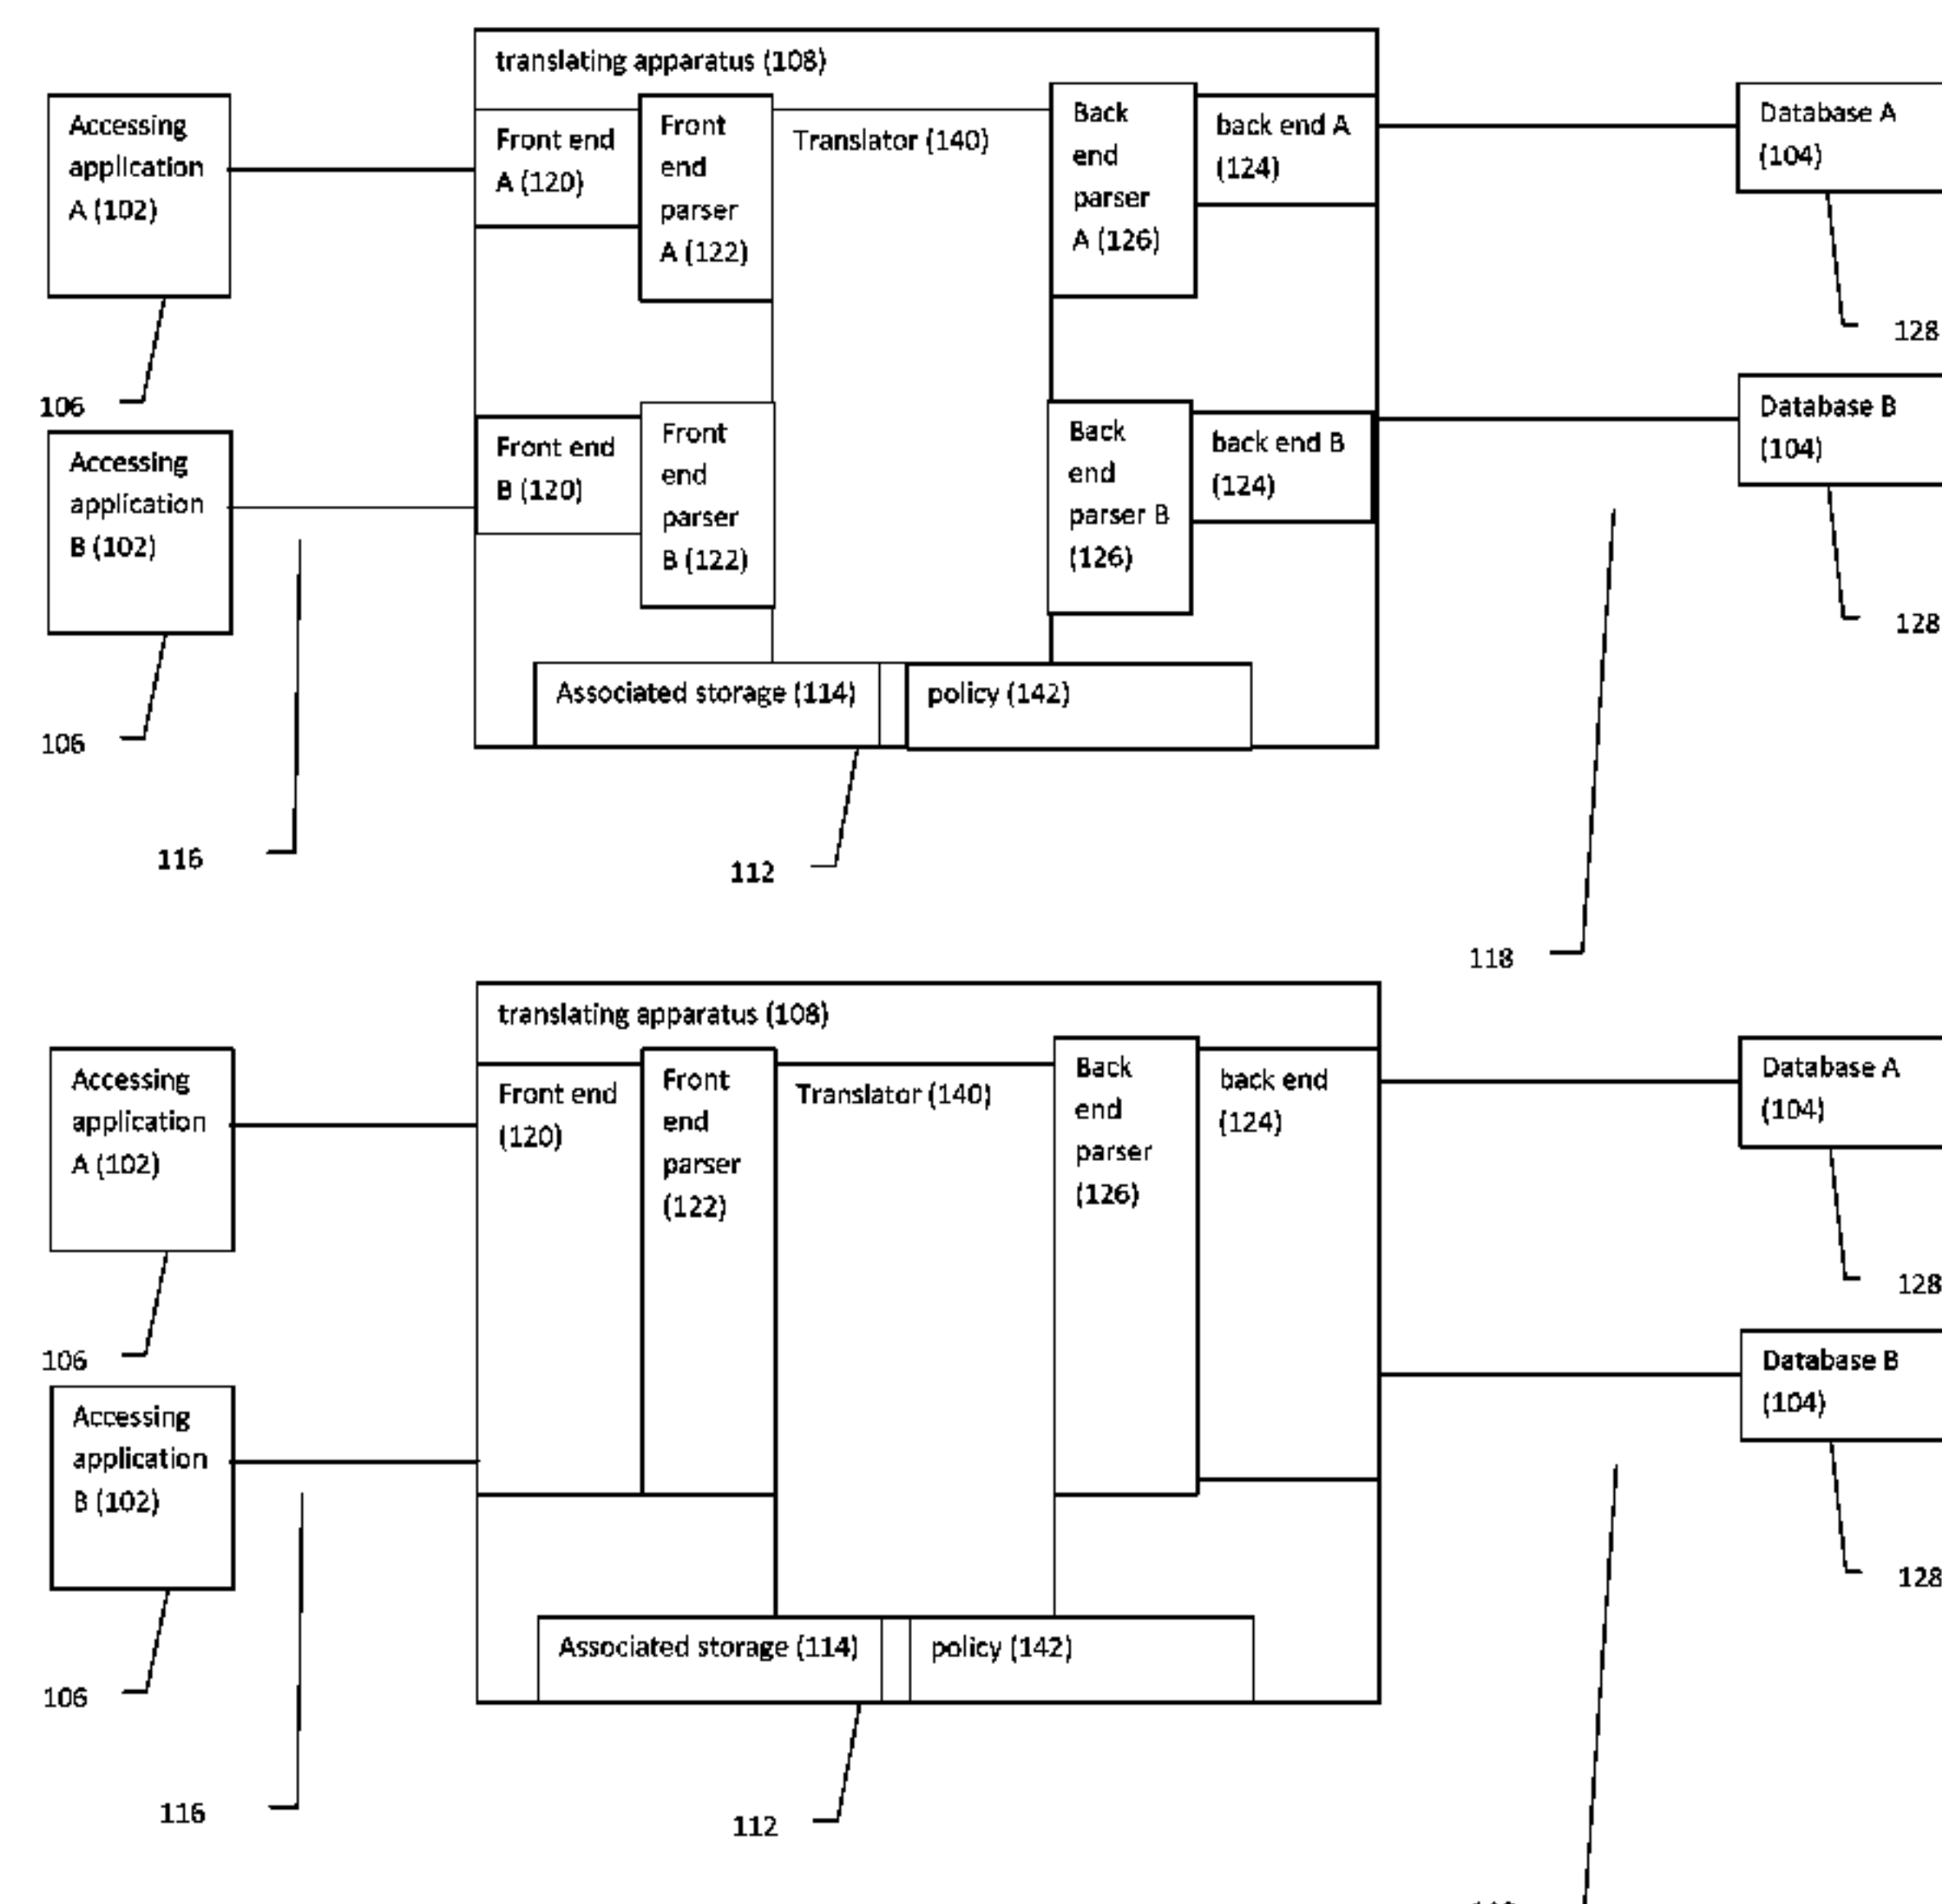 translating apparatus (108)
Accessing
application
A (102)
Front end
A (120)
Front
end
parser
A (122)
Translator (140)
Back
end
parser
A (126)
back end A
(124)
Database A
(104)
128
106
Accessing
application
B (102)
Front end
B (120)
Front
end
parser
B (122)
Back
end
parser B
(126)
back end B
(124)
Database B
(104)
128
106
Associated storage (114)
policy (142)
116
112
118
translating apparatus (108)
Accessing
application
A (102)
Front end
(120)
Front
end
parser
(122)
Translator (140)
Back
end
parser
(126)
back end
(124)
Database A
(104)
128
106
Accessing
application
B (102)
Database B
(104)
128
106
Associated storage (114)
policy (142)
116
112